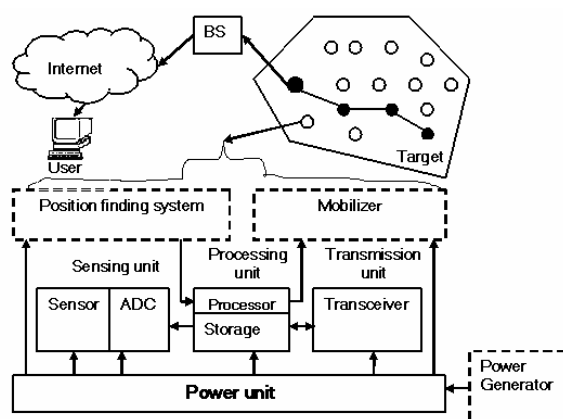 BS
Internet
User
Target
Position finding system
Mobilizer
Sensing unit
Processing
unit
Transmission
unit
Sensor
ADC
Processor
Storage
Transceiver
Power unit
Power
Generator